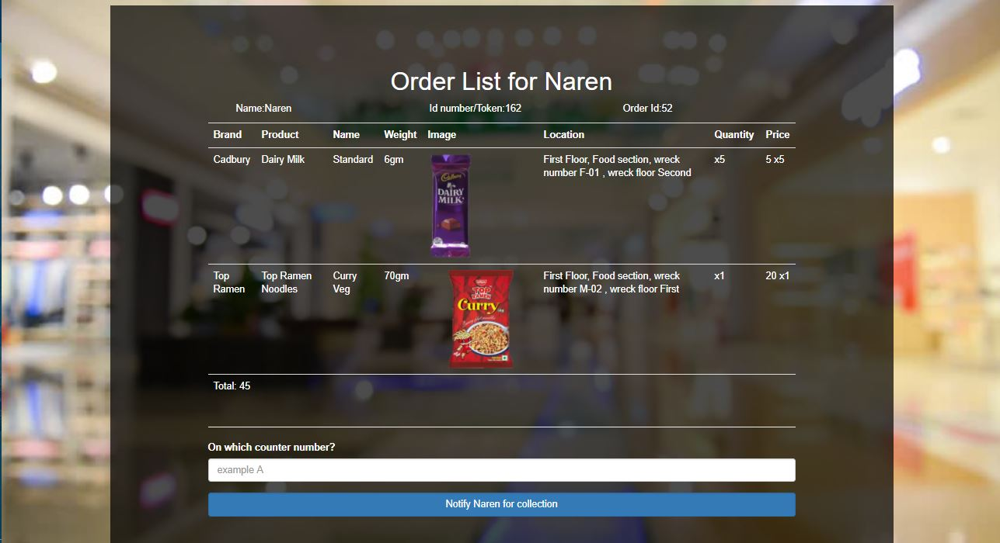 Order List for Naren
Name:Naren Id number/Token:162 Order Id:52
Brand Product Name Weight Image Location Quantity Price
Cadbury Dairy Milk Standard 6gm First Floor, Food section, wreck x5 5 x5
number F-01 , wreck floor Second
Cadbury
DAIRY
MILK
Top Top Ramen Curry 70gm First Floor, Food section, wreck x1 20 x1
Ramen Noodles Veg number M-02 , wreck floor First
TOP
RAMEN
Curry
Total: 45
On which counter number?
example A
Notify Naren for collection